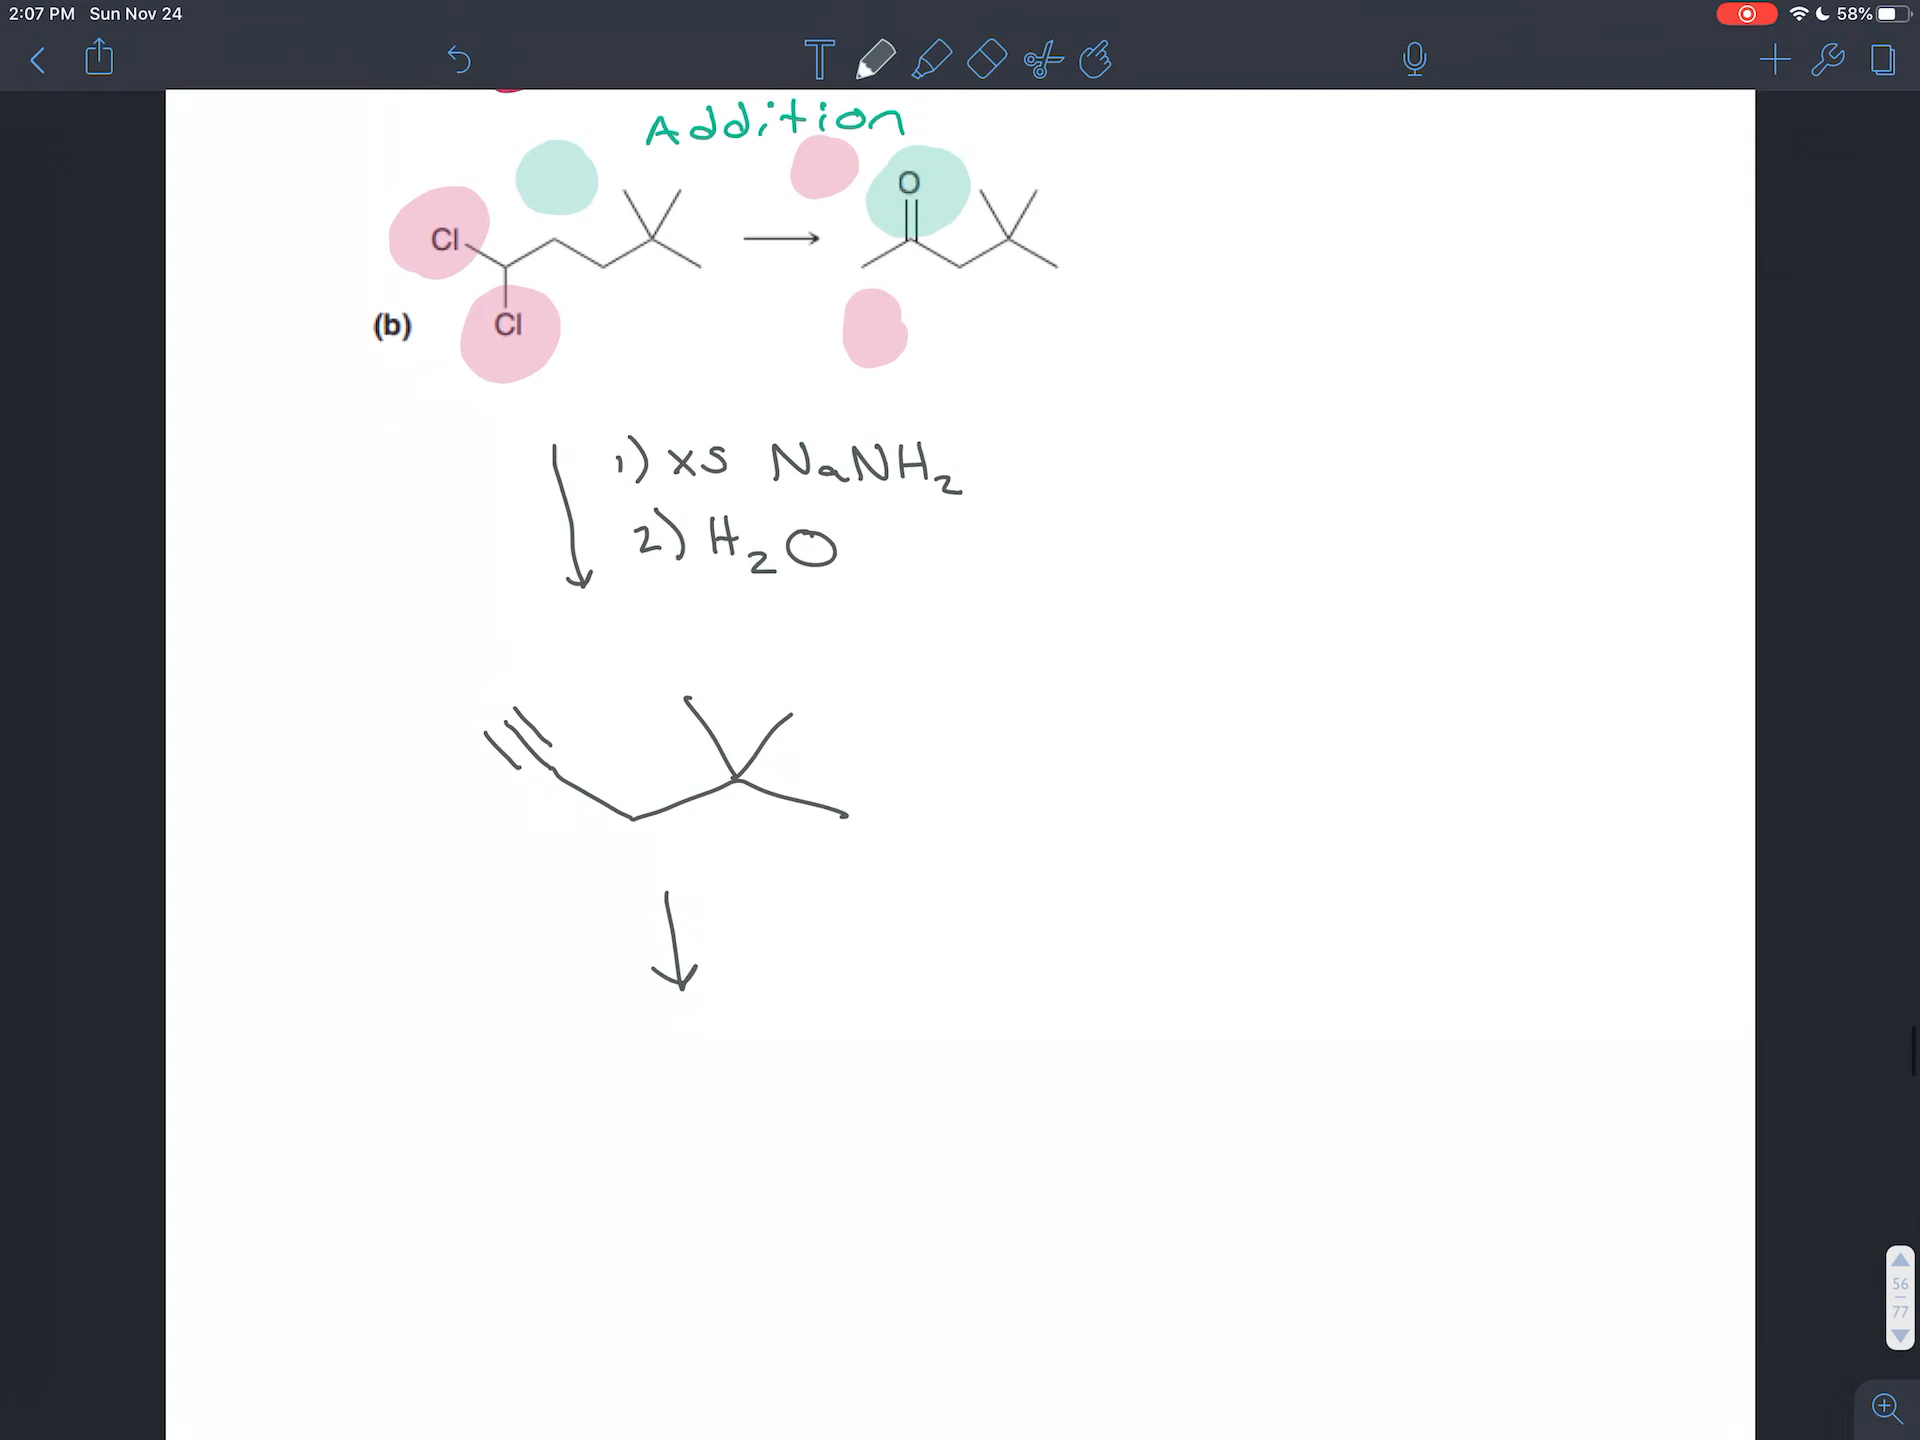 2:07 PM Sun Nov 24
58%
Addition
Cl
O
Cl
(b)
1) xs NaNH2
2) H2O
56
77